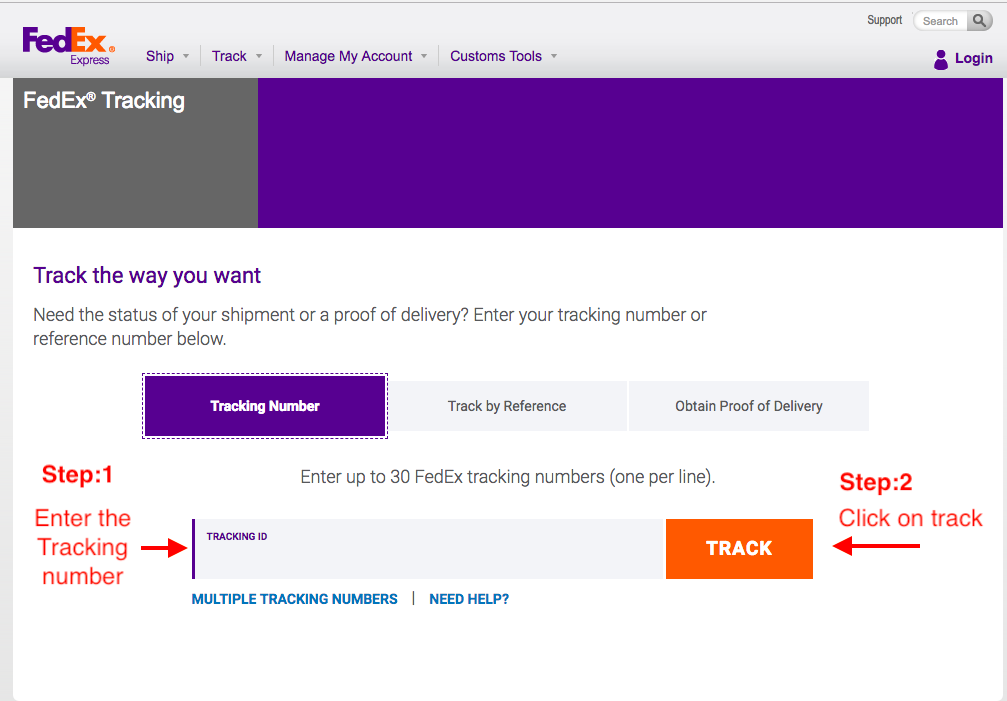 Support
Search
FedEx®
Express
Ship
Track
Manage My Account
Customs Tools
Login
FedEx® Tracking
Track the way you want
Need the status of your shipment or a proof of delivery? Enter your tracking number or
reference number below.
Tracking Number
Track by Reference
Obtain Proof of Delivery
Step:1
Enter the
Tracking
number
Enter up to 30 FedEx tracking numbers (one per line).
Step:2
Click on track
TRACKING ID
TRACK
MULTIPLE TRACKING NUMBERS | NEED HELP?